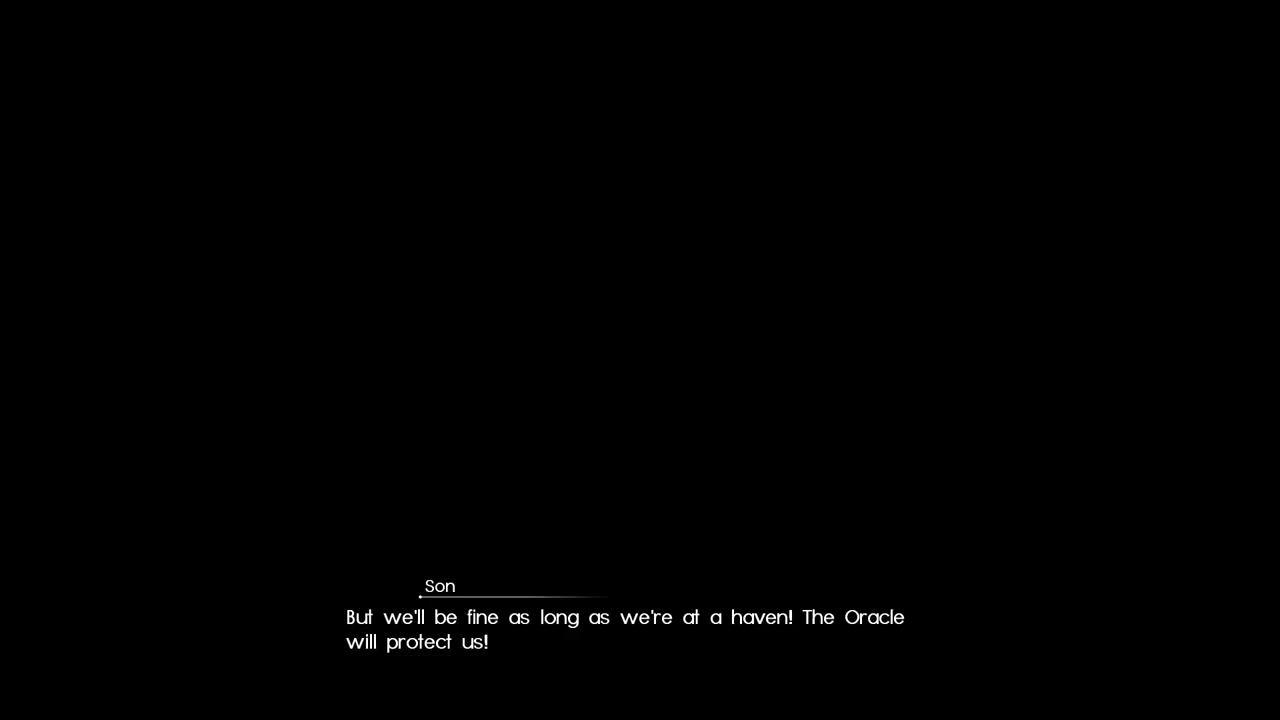 Son
But we'll be fine as long as we're at a haven! The Oracle
will protect us!